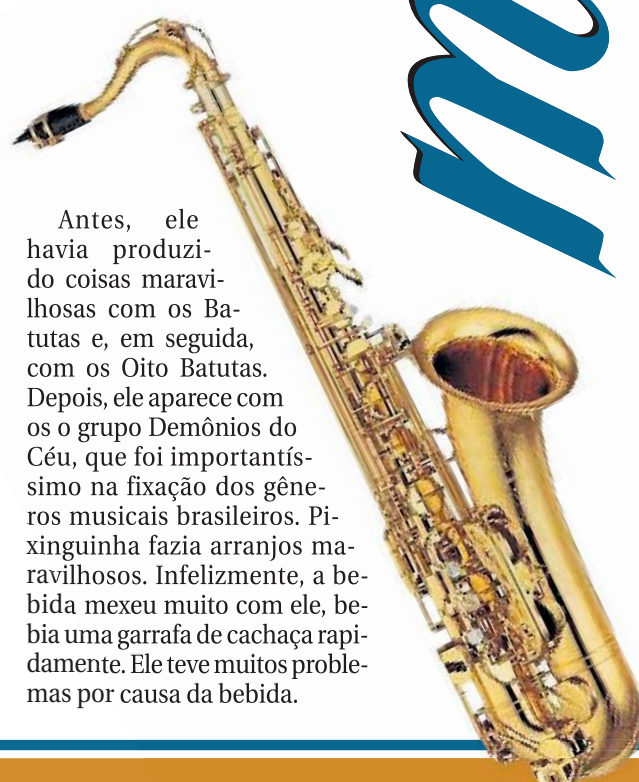 Antes, ele
havia produzi-
do coisas maravi-
lhosas com os Ba-
tutas e, em seguida,
com os Oito Batutas.
Depois, ele aparece com
os o grupo Demônios do
Céu, que foi importantís-
simo na fixação dos gêne-
ros musicais brasileiros. Pi-
xinguinha fazia arranjos ma-
ravilhosos. Infelizmente, a be-
bida mexeu muito com ele, be-
bia uma garrafa de cachaça rapi-
damente. Ele teve muitos proble-
mas por causa da bebida.